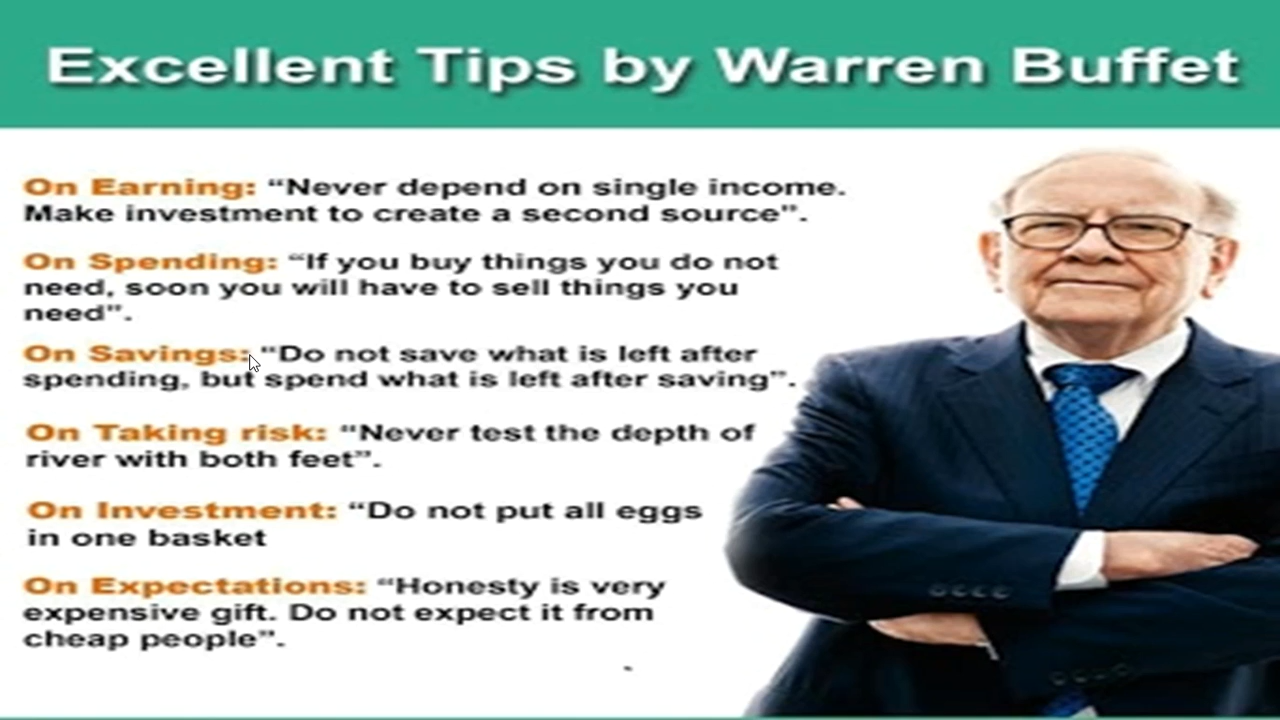 Excellent Tips by Warren Buffet
On Earning: “Never depend on single income.
Make investment to create a second source”.
On Spending: “If you buy things you do not
need, soon you will have to sell things you
need”.
On Savings: “Do not save what is left after
spending, but spend what is left after saving”.
On Taking risk: “Never test the depth of
river with both feet”.
On Investment: “Do not put all eggs
in one basket
On Expectations: “Honesty is very
expensive gift. Do not expect it from
cheap people”.